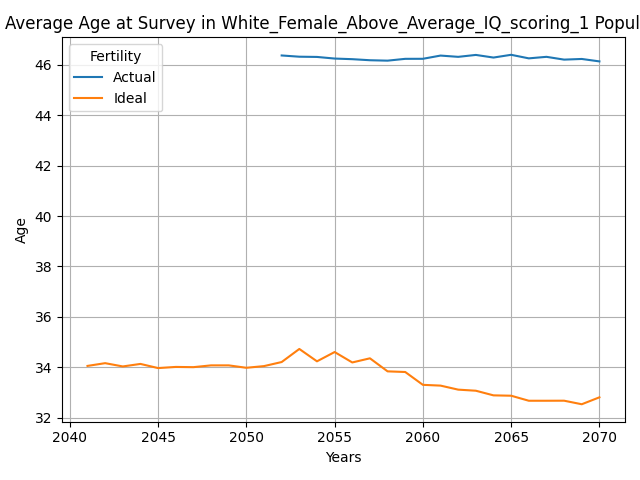 Average Age at Survey in White_Female_Above_Average_IQ_scoring_1 Popul
Fertility
Actual
Ideal
46
44
42
40
38
36
34
32
Age
2040 2045 2050 2055 2060 2065 2070
Years